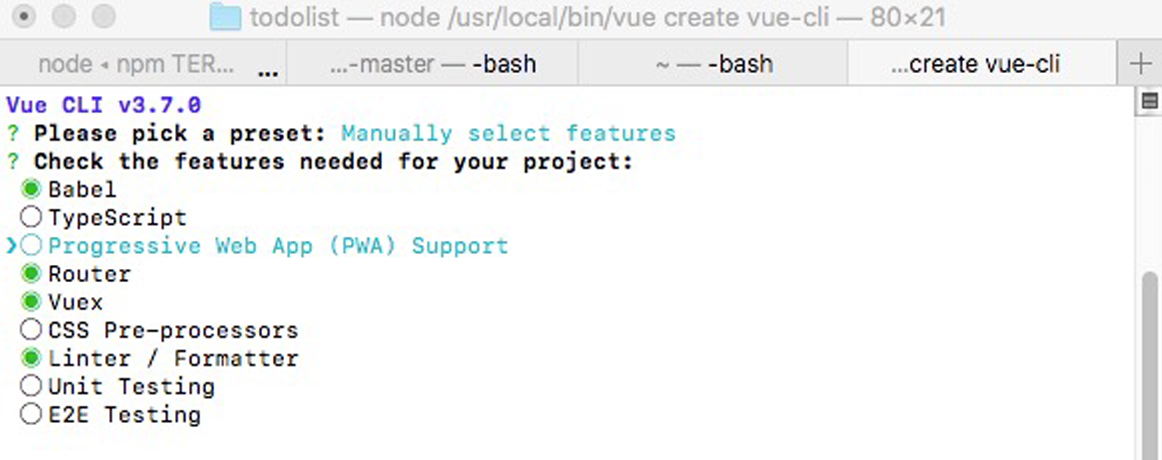 todolist — node /usr/local/bin/vue create vue-cli — 80×21
node ◂ npm TER... ... ...-master — -bash ~ — -bash ...create vue-cli +
Vue CLI v3.7.0
? Please pick a preset: Manually select features
? Check the features needed for your project:
◉ Babel
◯ TypeScript
❯◯ Progressive Web App (PWA) Support
◉ Router
◉ Vuex
◯ CSS Pre-processors
◉ Linter / Formatter
◯ Unit Testing
◯ E2E Testing